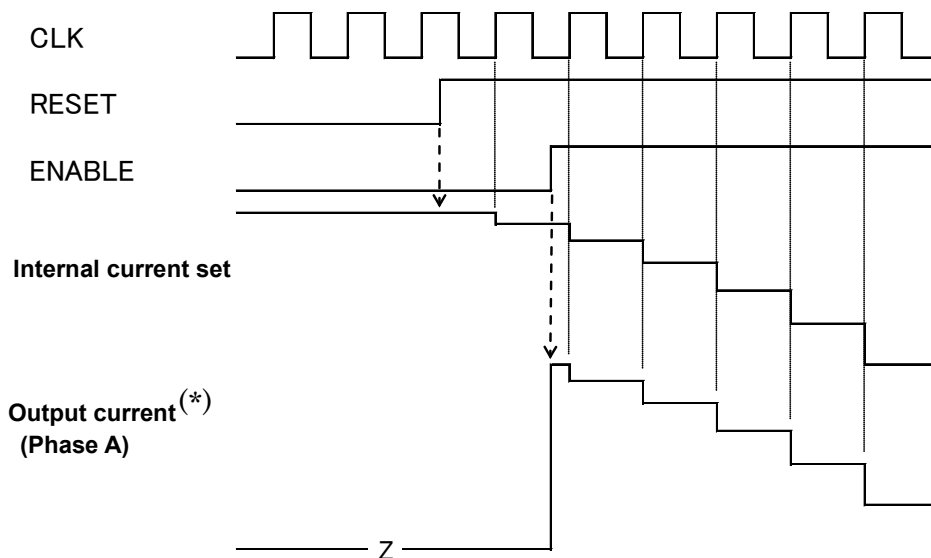 CLK
RESET
ENABLE
Internal current set
Output current(*)
(Phase A)
Z